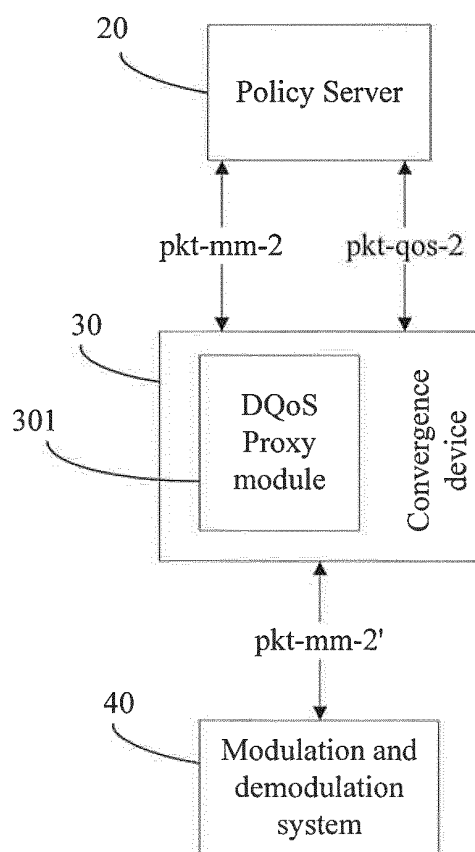 20
Policy Server
pkt-mm-2
pkt-qos-2
30
301
DQoS
Proxy
module
Convergence
device
pkt-mm-2'
40
Modulation and
demodulation
system